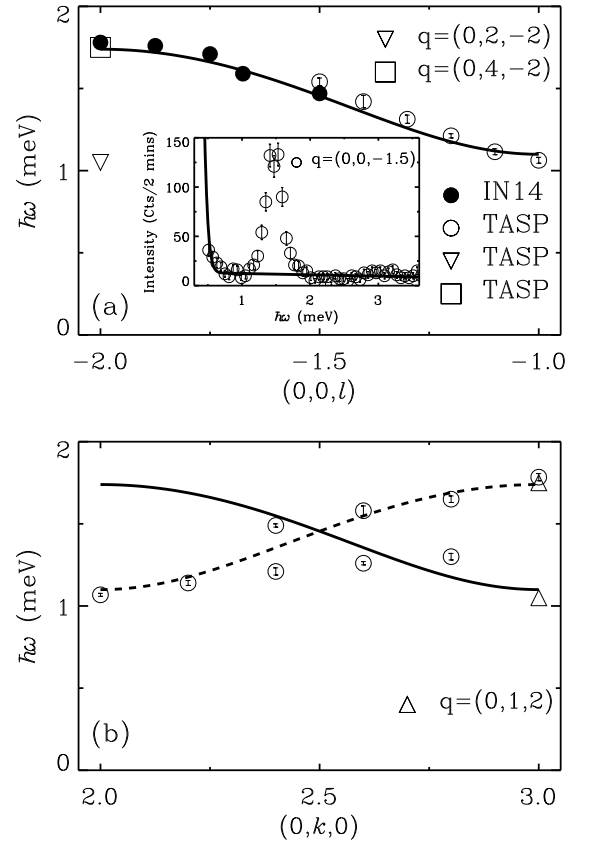 2
▽ q=(0,2,−2)
□ q=(0,4,−2)
150
○ q=(0,0,−1.5)
100
50
0
Intensity (Cts/2 mins)
1 2 3
ħω (meV)
● IN14
○ TASP
▽ TASP
□ TASP
1
ħω (meV)
(a)
0
−2.0 −1.5 −1.0
(0,0,l)
2
1
ħω (meV)
△ q=(0,1,2)
(b)
0
2.0 2.5 3.0
(0,k,0)